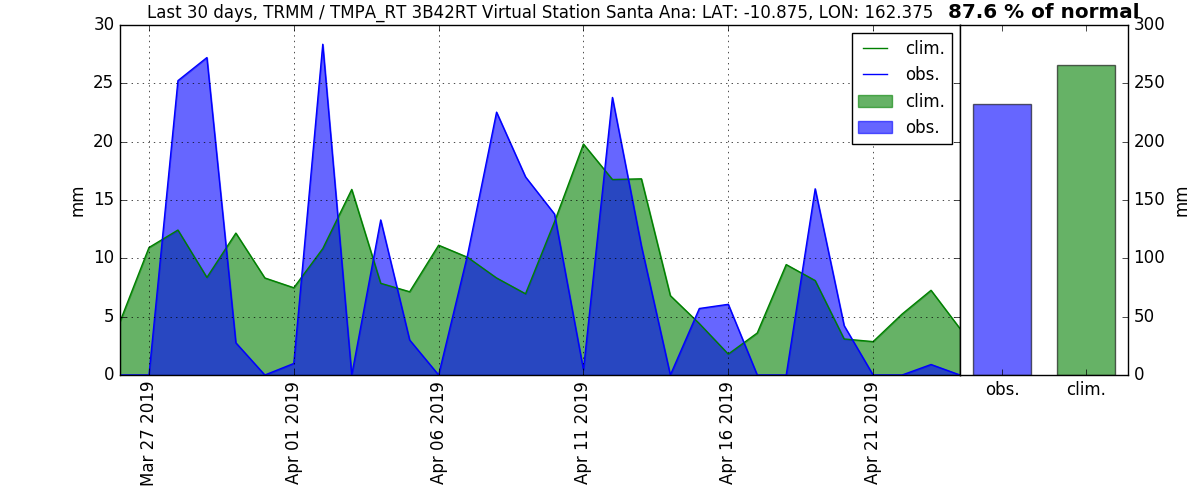 Last 30 days, TRMM / TMPA_RT 3B42RT Virtual Station Santa Ana: LAT: -10.875, LON: 162.375 87.6 % of normal
30
25
20
15
10
5
0
mm
clim.
obs.
clim.
obs.
300
250
200
150
100
50
0
mm
obs. clim.
Mar 27 2019
Apr 01 2019
Apr 06 2019
Apr 11 2019
Apr 16 2019
Apr 21 2019